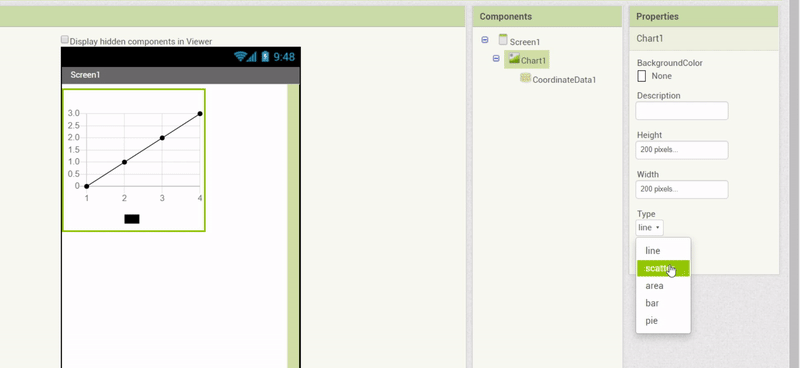 Components
Properties
Display hidden components in Viewer
9:48
Screen1
3.0
2.5
2.0
1.5
1.0
0.5
0
1 2 3 4
Screen1
Chart1
CoordinateData1
Chart1
BackgroundColor
None
Description
Height
200 pixels...
Width
200 pixels...
Type
line
line
area
bar
pie